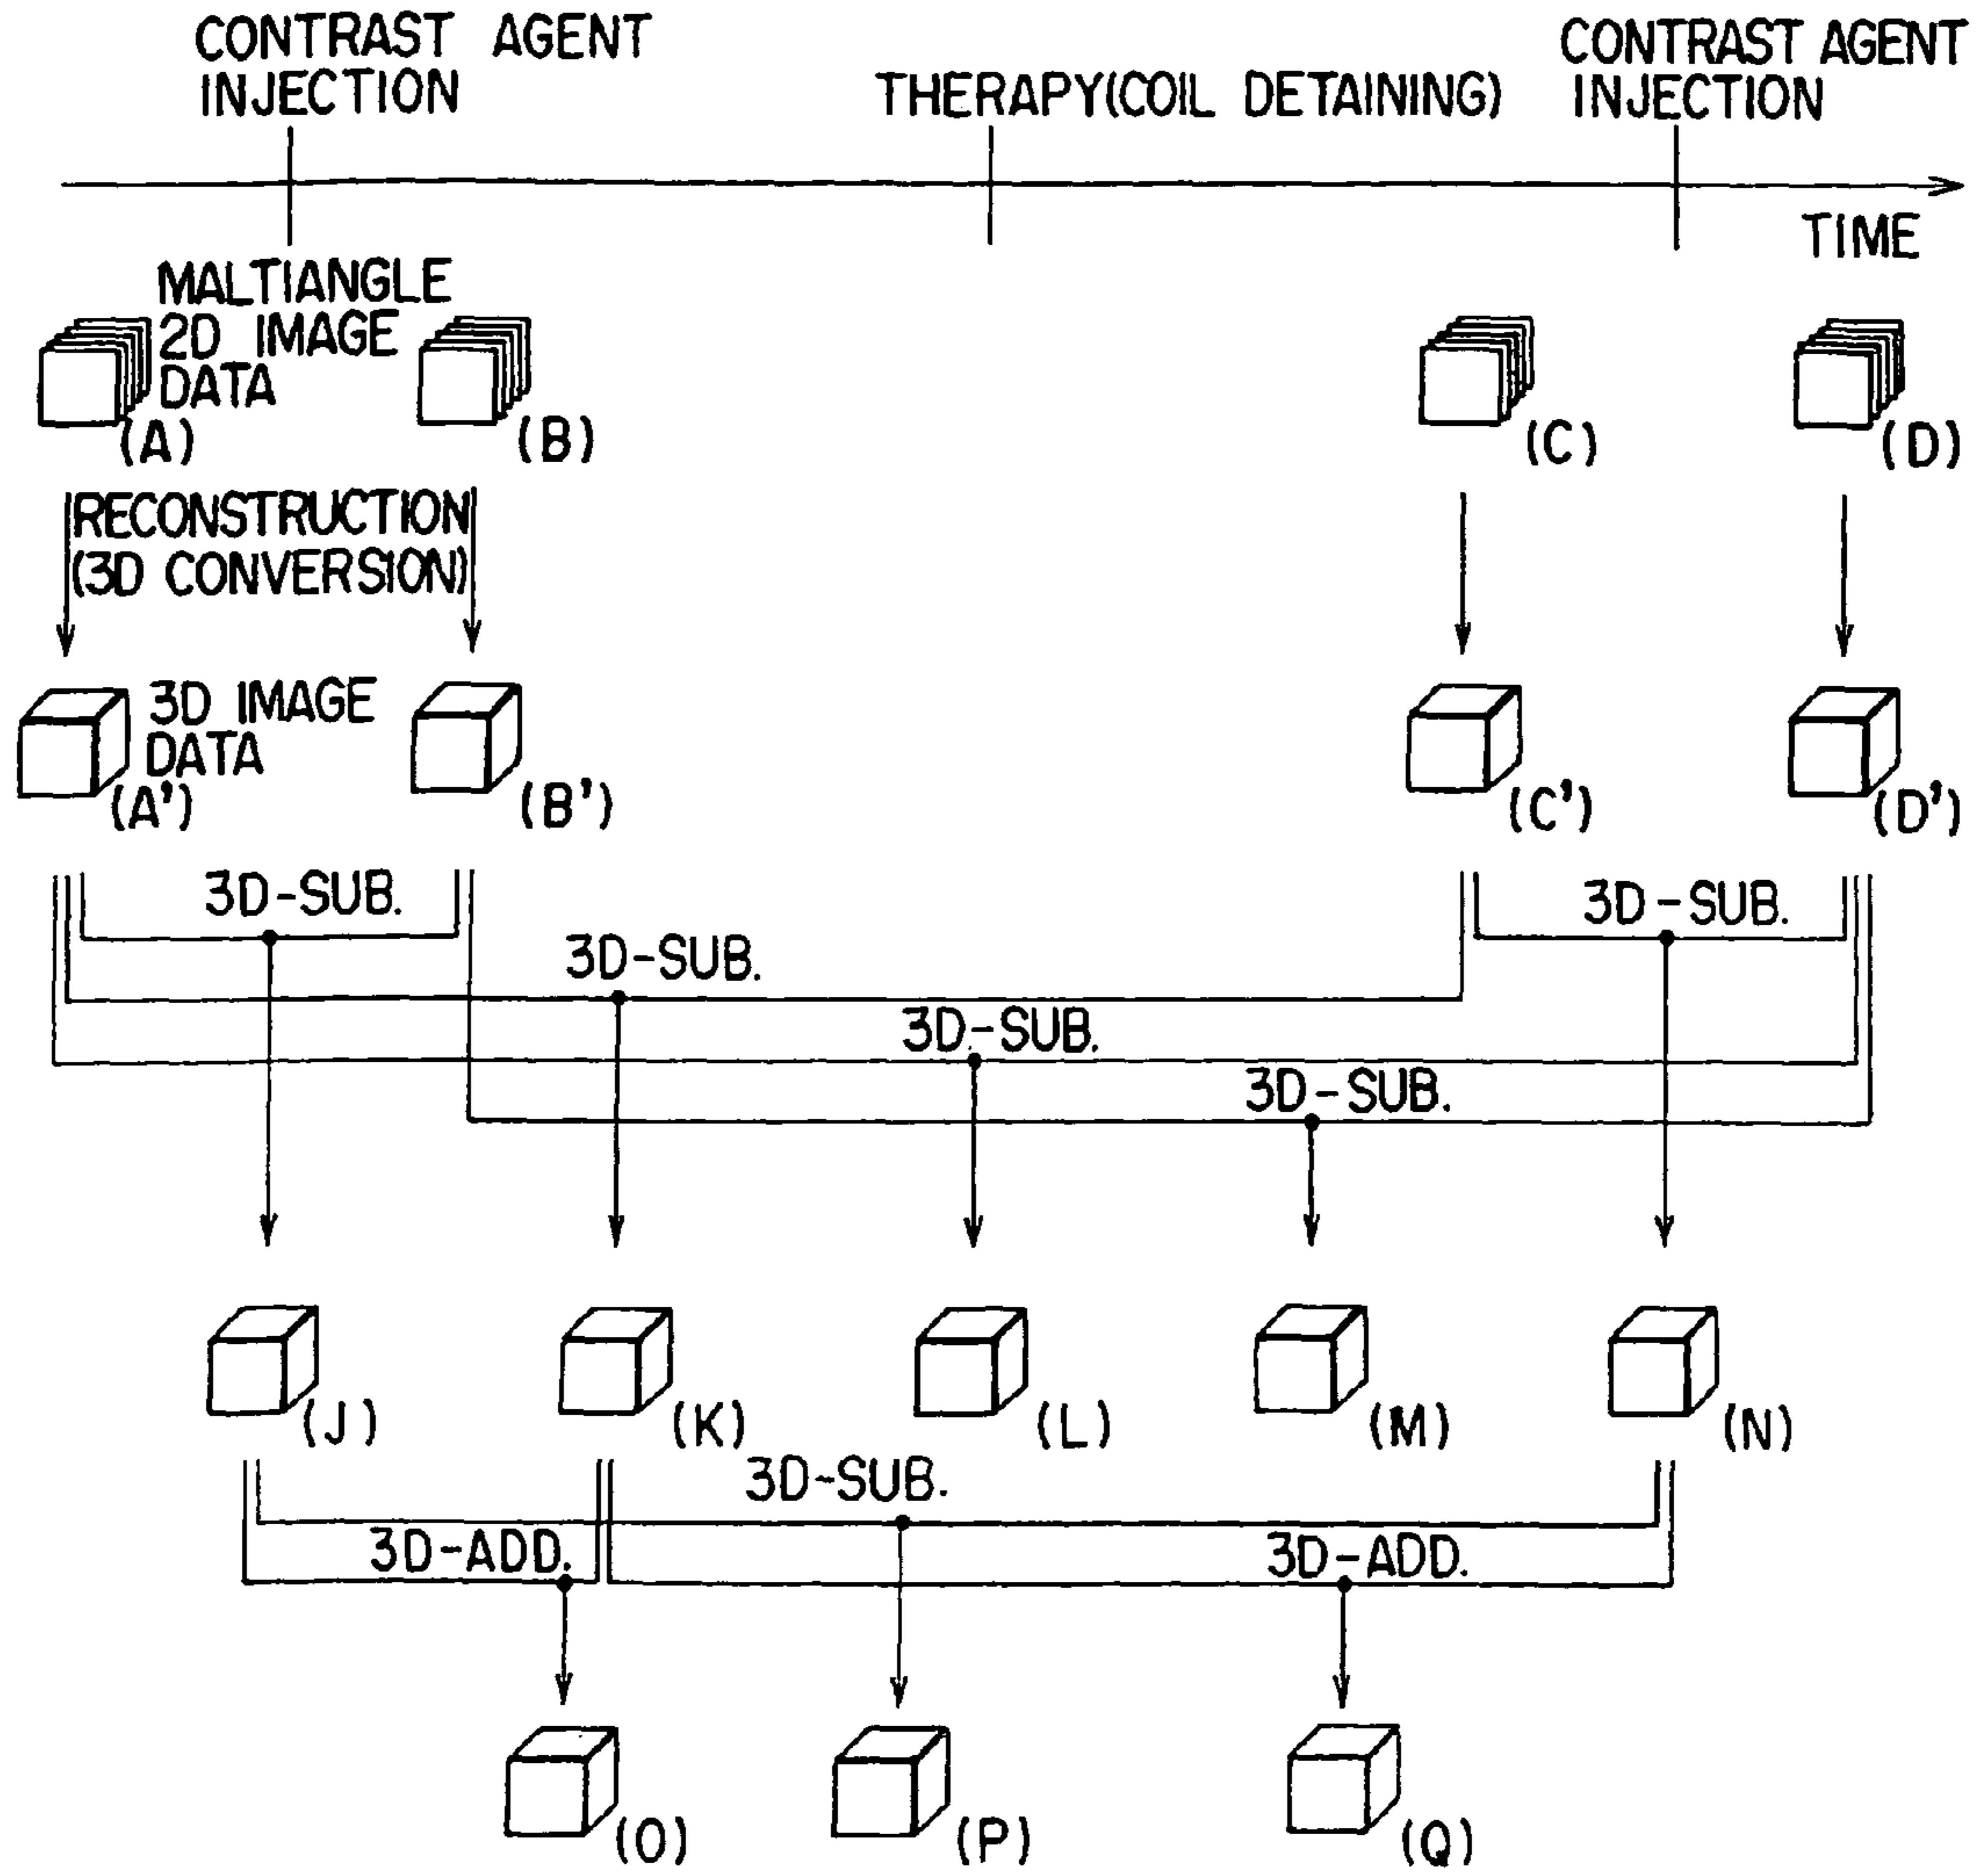 CONTRAST AGENT
INJECTION
THERAPY(COIL DETAINING)
CONTRAST AGENT
INJECTION
TIME
MALTIANGLE
2D IMAGE
DATA
(A)
(B)
(C)
(D)
RECONSTRUCTION
(3D CONVERSION)
3D IMAGE
DATA
(A')
(B')
(C')
(D')
3D-SUB.
3D-SUB.
3D-SUB.
3D-SUB.
3D-SUB.
(J)
(K)
(L)
(M)
(N)
3D-SUB.
3D-ADD.
3D-ADD.
(O)
(P)
(Q)